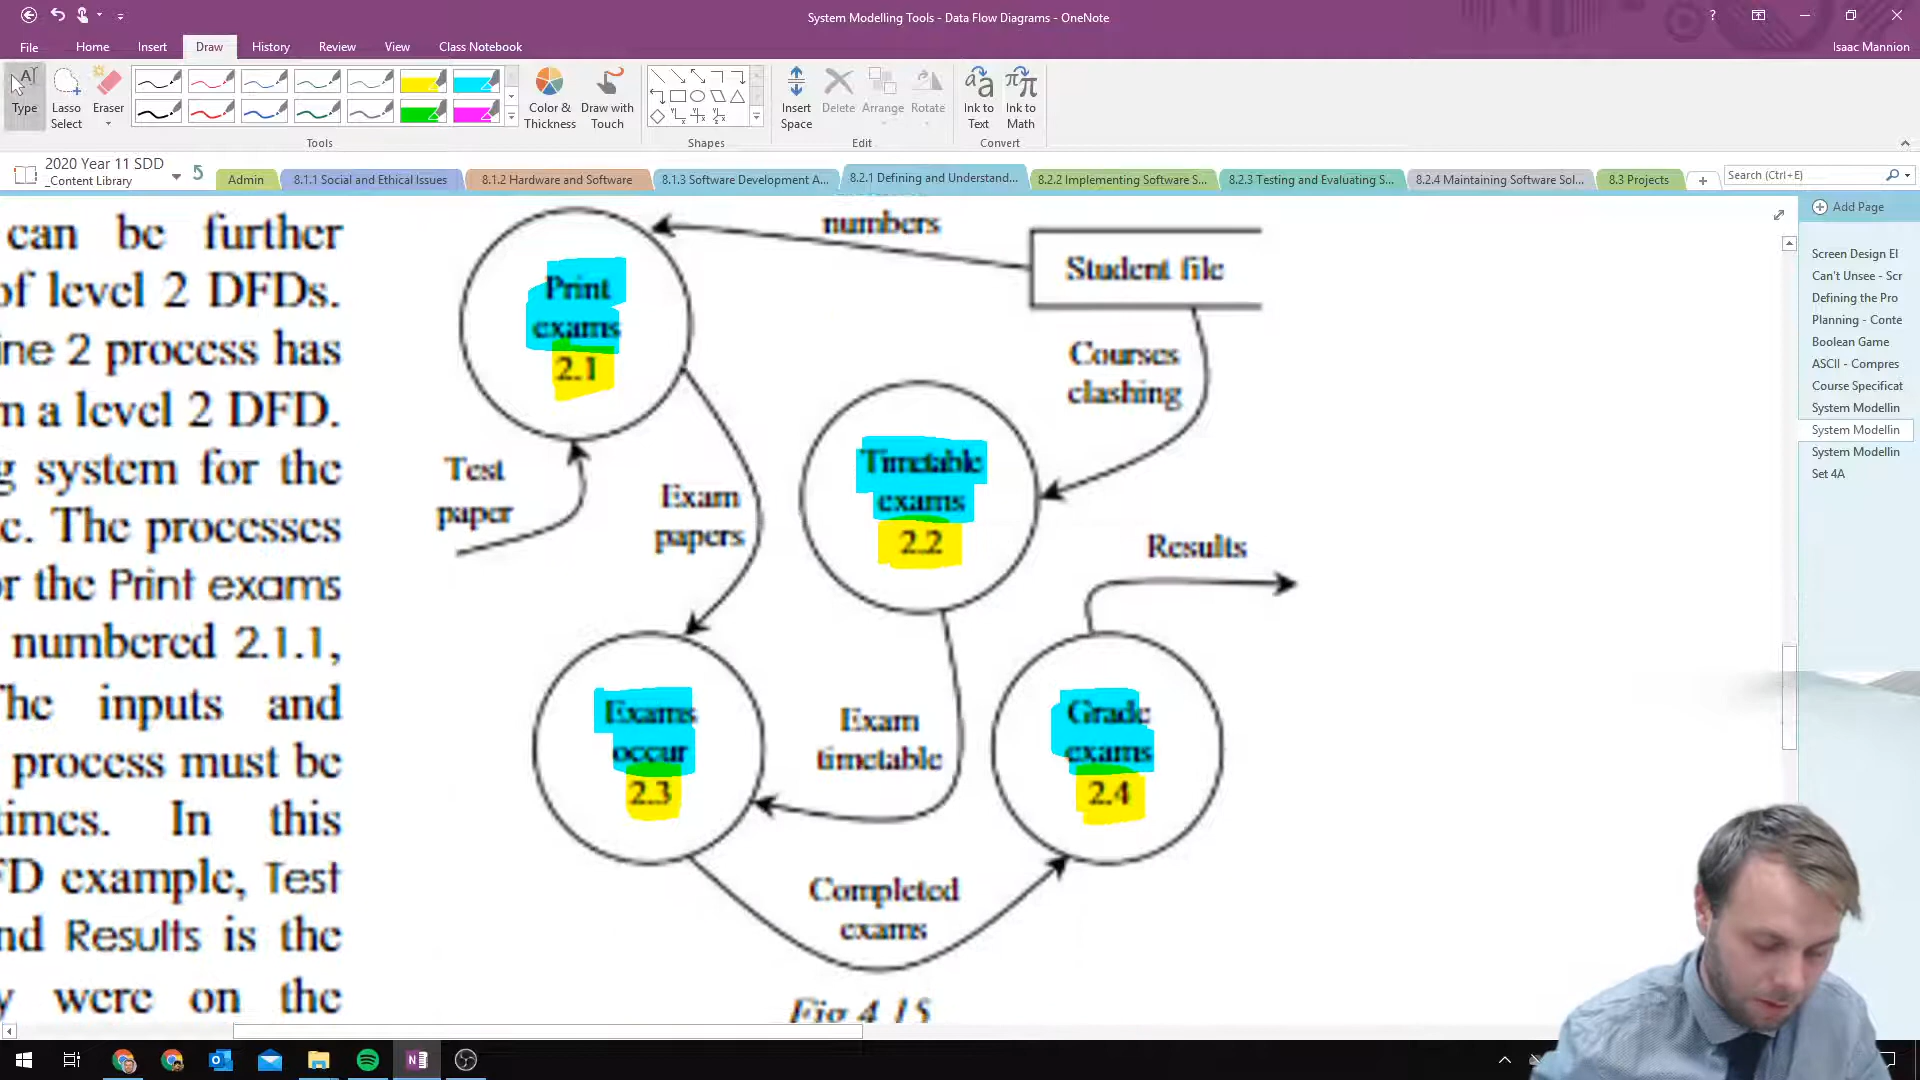 System Modelling Tools - Data Flow Diagrams - OneNote
File
Home
Insert
Draw
History
Review
View
Class Notebook
Isaac Mannion
Type
Lasso
Select
Eraser
Color &
Thickness
Draw with
Touch
Insert
Space
Delete
Arrange
Rotate
Ink to
Text
Ink to
Math
Tools
Shapes
Edit
Convert
2020 Year 11 SDD
_Content Library
Admin
8.1.1 Social and Ethical Issues
8.1.2 Hardware and Software
8.1.3 Software Development A...
8.2.1 Defining and Understand...
8.2.2 Implementing Software S...
8.2.3 Testing and Evaluating S...
8.2.4 Maintaining Software Sol...
8.3 Projects
Search (Ctrl+E)
Add Page
Screen Design El
Can't Unsee - Scr
Defining the Pro
Planning - Conte
Boolean Game
ASCII - Compres
Course Specificat
System Modellin
System Modellin
System Modellin
Set 4A
can be further
of level 2 DFDs.
ine 2 process has
m a level 2 DFD.
g system for the
c. The processes
or the Print exams
numbered 2.1.1,
The inputs and
process must be
times. In this
FD example, Test
nd Results is the
y were on the
numbers
Student file
Print
exams
2.1
Courses
clashing
Test
paper
Exam
papers
Timetable
exams
2.2
Results
Exams
occur
2.3
Exam
timetable
Grade
exams
2.4
Completed
exams
Fig 4.15